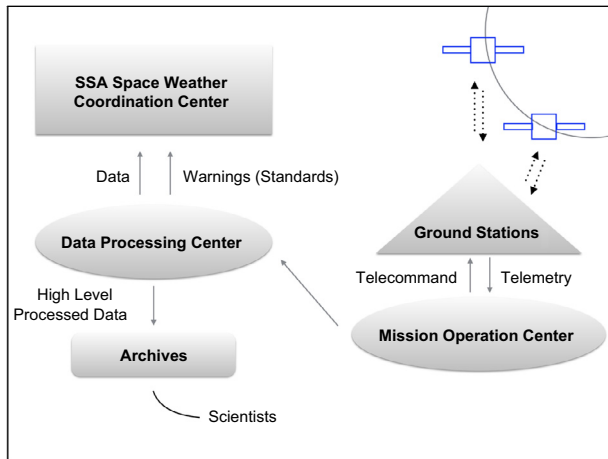 SSA Space Weather
Coordination Center
Data
Warnings (Standards)
Data Processing Center
High Level
Processed Data
Archives
Scientists
Ground Stations
Telecommand
Telemetry
Mission Operation Center